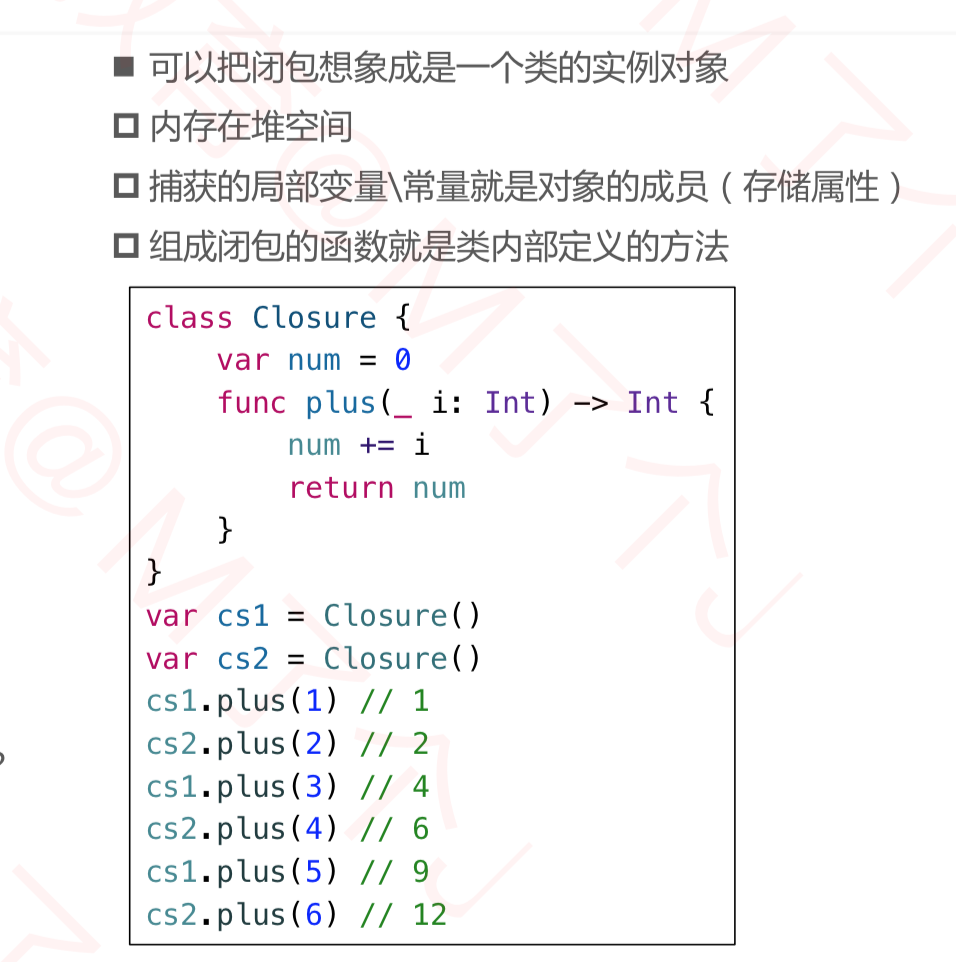 可以把闭包想象成是一个类的实例对象
内存在堆空间
捕获的局部变量\常量就是对象的成员（存储属性）
组成闭包的函数就是类内部定义的方法
class Closure {
    var num = 0
    func plus(_ i: Int) -> Int {
        num += i
        return num
    }
}
var cs1 = Closure()
var cs2 = Closure()
cs1.plus(1) // 1
cs2.plus(2) // 2
cs1.plus(3) // 4
cs2.plus(4) // 6
cs1.plus(5) // 9
cs2.plus(6) // 12